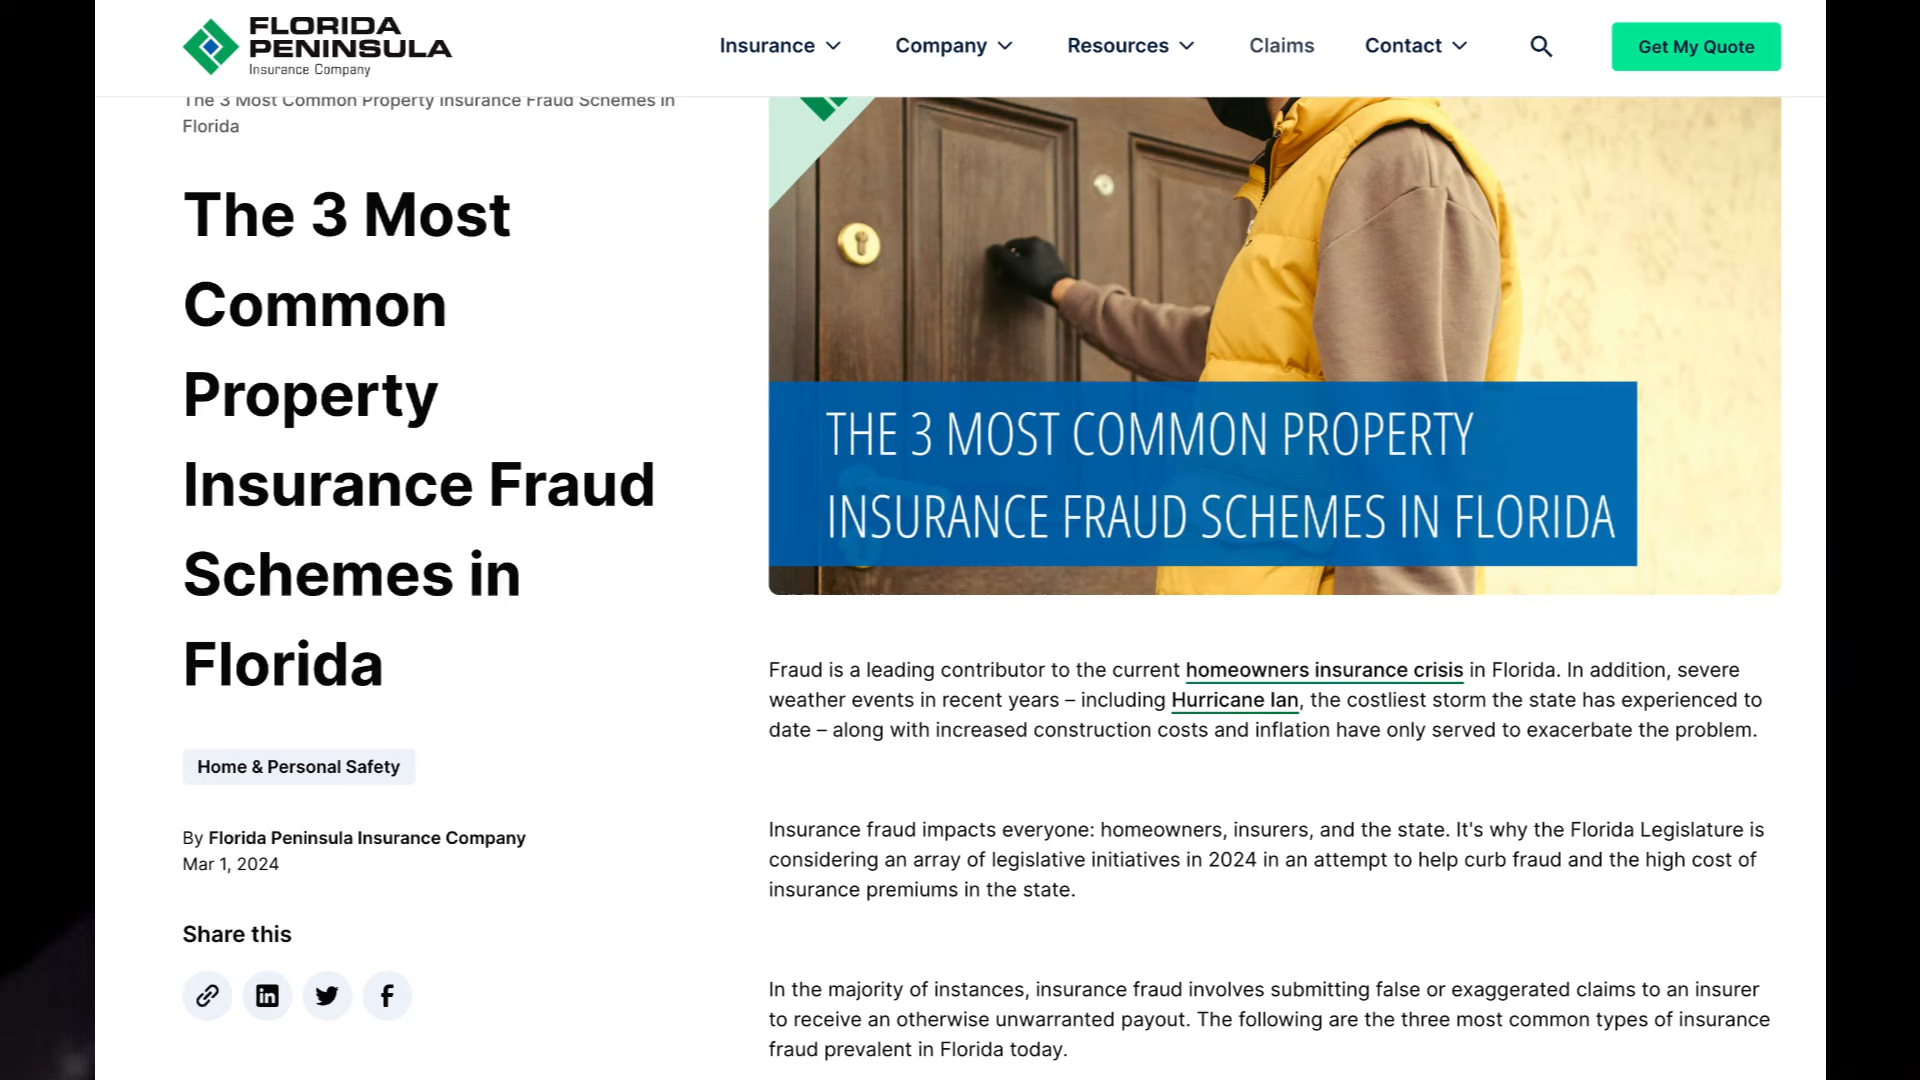 FLORIDA
PENINSULA
Insurance Company
Insurance
Company
Resources
Claims
Contact
Get My Quote
The 3 Most Common Property Insurance Fraud Schemes in
Florida
The 3 Most
Common
Property
Insurance Fraud
Schemes in
Florida
Home & Personal Safety
By Florida Peninsula Insurance Company
Mar 1, 2024
Share this
THE 3 MOST COMMON PROPERTY
INSURANCE FRAUD SCHEMES IN FLORIDA
Fraud is a leading contributor to the current homeowners insurance crisis in Florida. In addition, severe
weather events in recent years – including Hurricane Ian, the costliest storm the state has experienced to
date – along with increased construction costs and inflation have only served to exacerbate the problem.
Insurance fraud impacts everyone: homeowners, insurers, and the state. It's why the Florida Legislature is
considering an array of legislative initiatives in 2024 in an attempt to help curb fraud and the high cost of
insurance premiums in the state.
In the majority of instances, insurance fraud involves submitting false or exaggerated claims to an insurer
to receive an otherwise unwarranted payout. The following are the three most common types of insurance
fraud prevalent in Florida today.